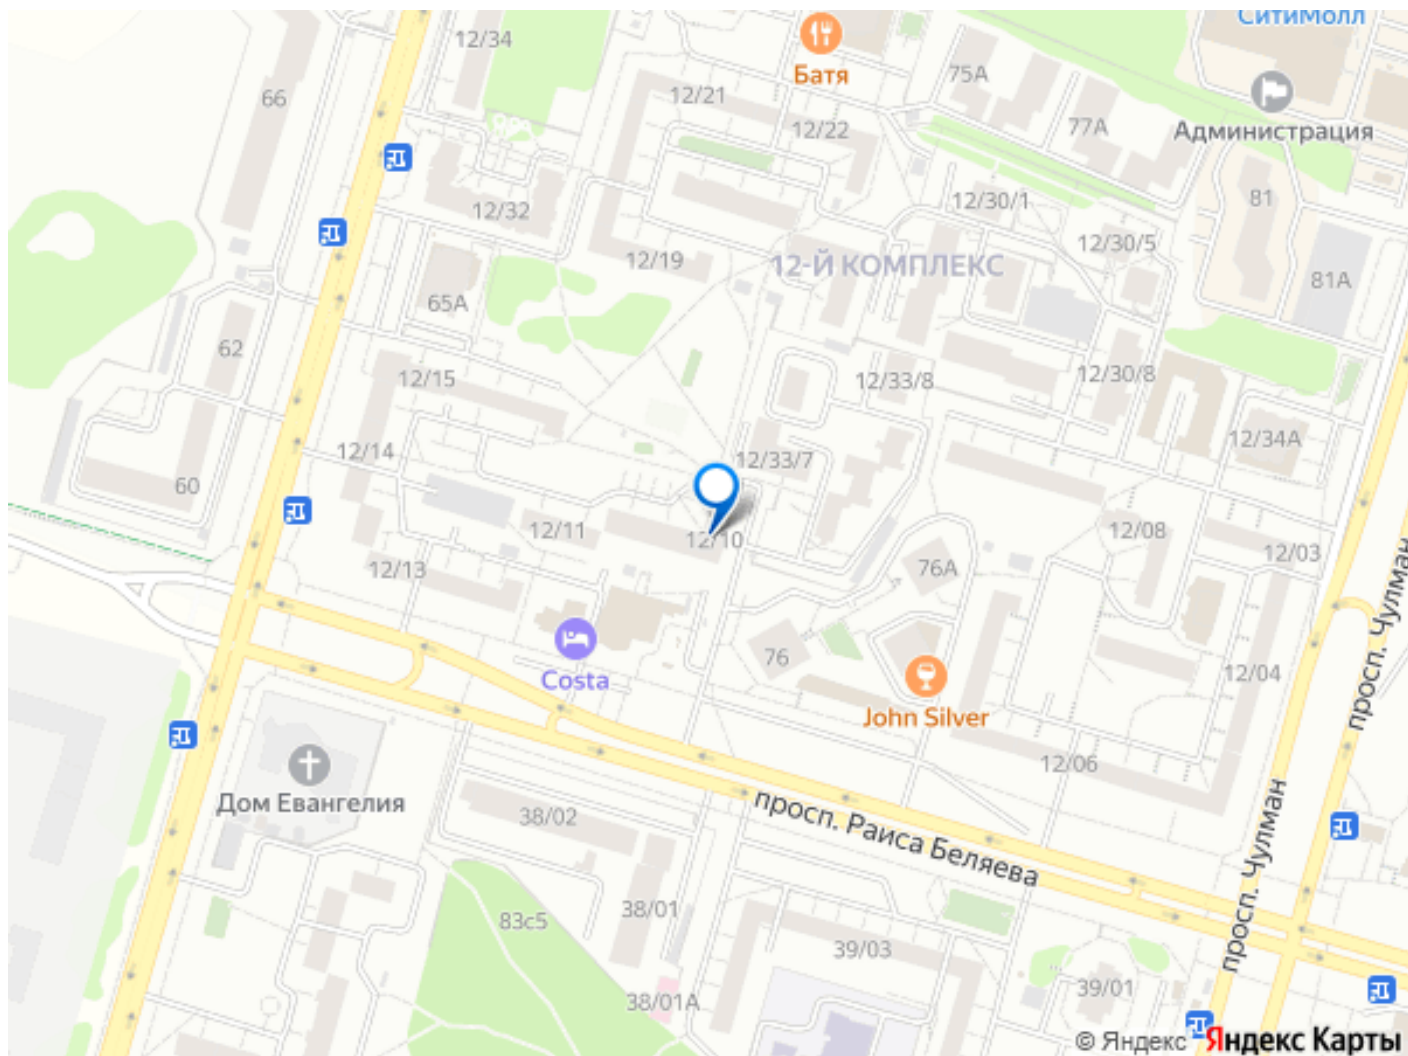 СитиМолл
12/34
Батя
75А
66
12/21
12/22
77А
Администрация
12/32
12/30/1
81
12/30/5
12/19
12-Й КОМПЛЕКС
81А
65А
62
12/15
12/33/8
12/30/8
12/14
12/33/7
12/34А
60
12/11
12/10
12/08
12/03
12/13
76А
76
Costa
John Silver
12/04
просп. Чулман
просп. Чулман
12/06
Дом Евангелия
38/02
просп. Раиса Беляева
38/01
83с5
39/03
38/01А
39/01
© Яндекс Яндекс Карты